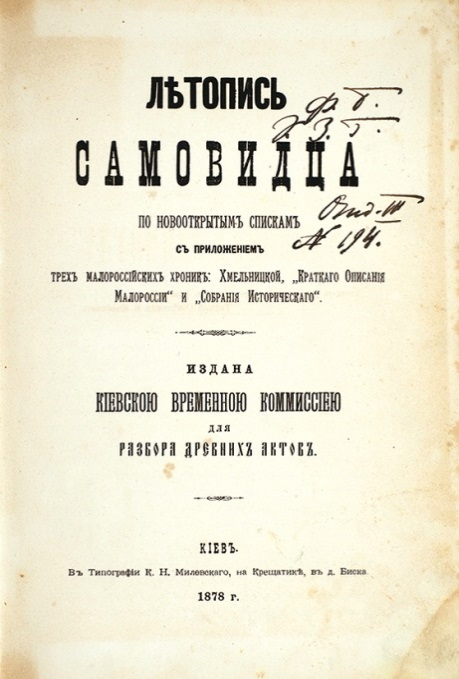 ЛѢТОПИСЬ
САМОВИДЦА
ПО НОВООТКРЫТЫМЪ СПИСКАМЪ
СЪ ПРИЛОЖЕНІЕМЪ
ТРЕХЪ МАЛОРОССІЙСКИХЪ ХРОНИКЪ: ХМЕЛЬНИЦКОЙ, „КРАТКАГО ОПИСАНІЯ
МАЛОРОССІИ“ И „СОБРАНІЯ ИСТОРИЧЕСКАГО“.
ИЗДАНА
КІЕВСКОЮ ВРЕМЕННОЮ КОММИССІЕЮ
ДЛЯ
РАЗБОРА ДРЕВНИХЪ АКТОВЪ.
КІЕВЪ.
Въ Типографіи К. Н. Милевскаго, на Крещатикѣ, въ д. Биска
1878 г.
Отд. III
№ 194.